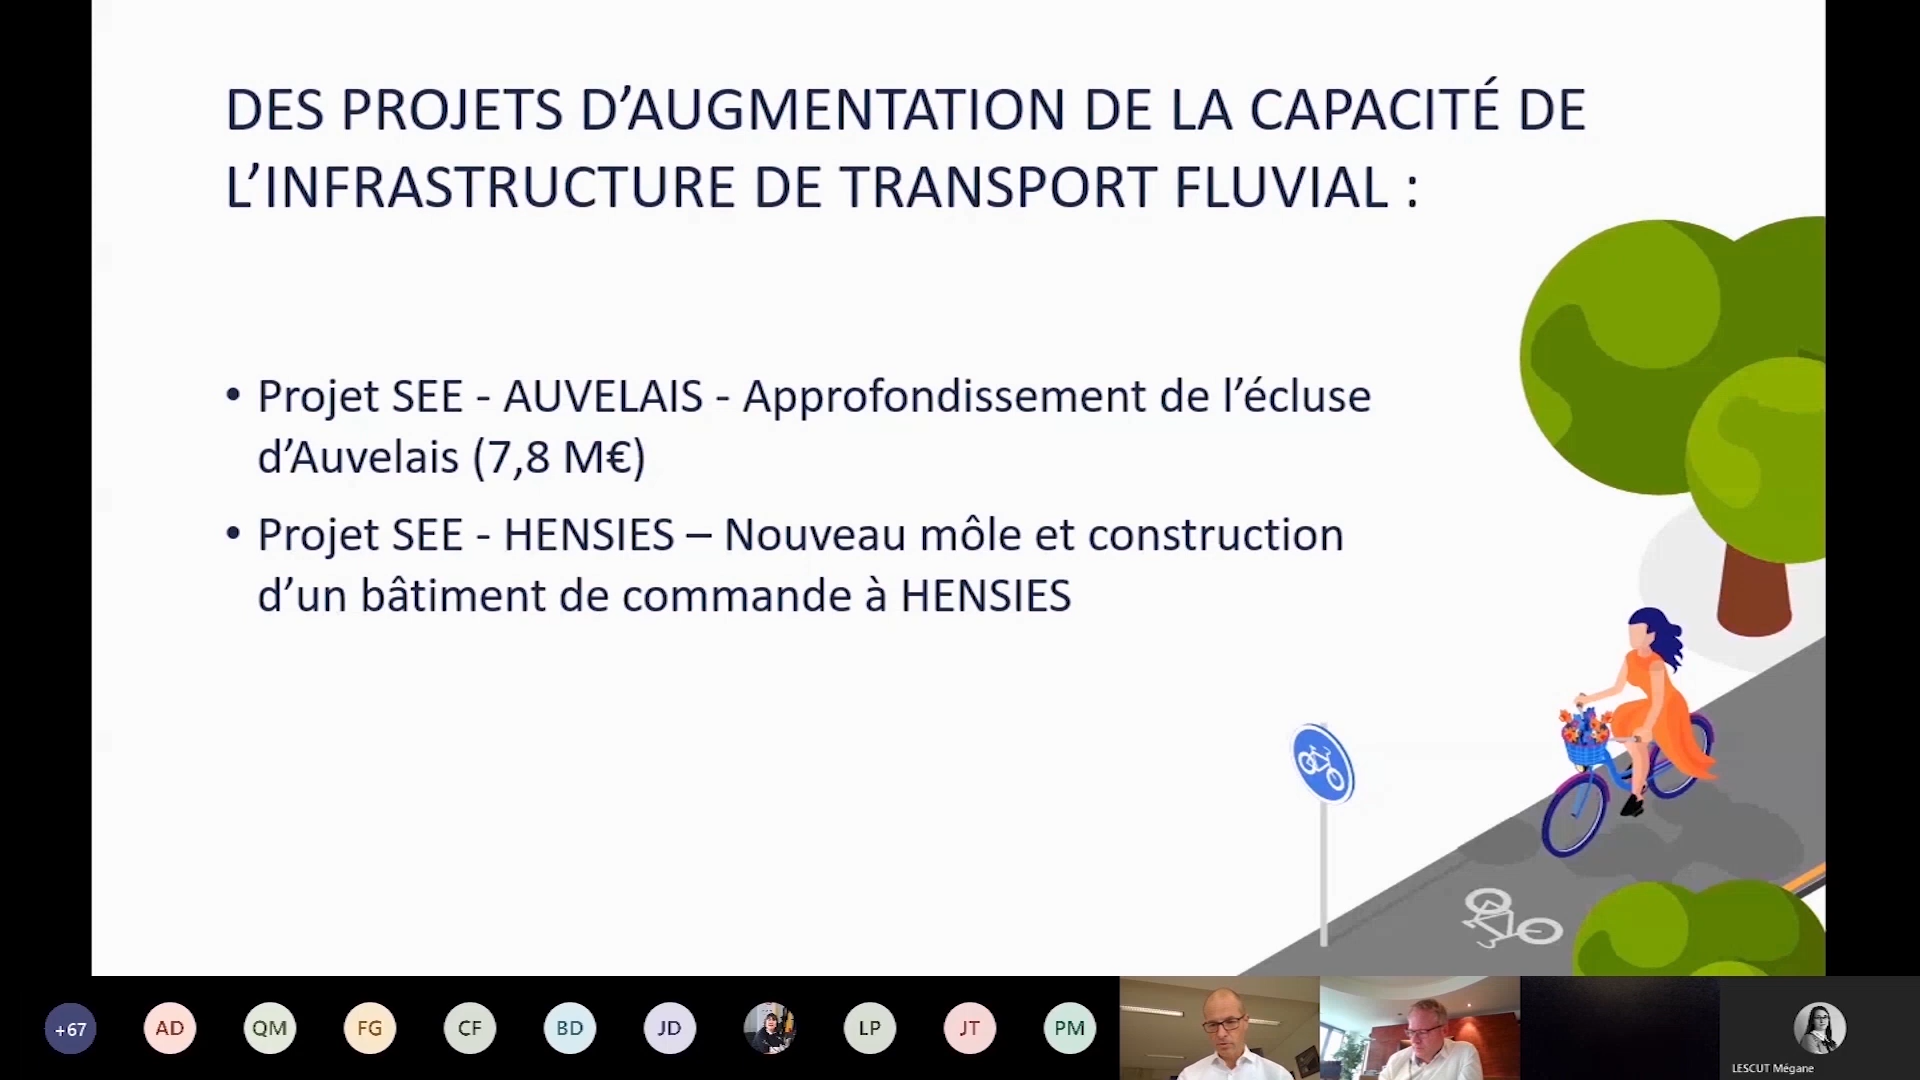 DES PROJETS D’AUGMENTATION DE LA CAPACITÉ DE
L’INFRASTRUCTURE DE TRANSPORT FLUVIAL :
• Projet SEE - AUVELAIS - Approfondissement de l’écluse
d’Auvelais (7,8 M€)
• Projet SEE - HENSIES – Nouveau môle et construction
d’un bâtiment de commande à HENSIES
+67 AD QM FG CF BD JD LP JT PM
LESCUT Mégane